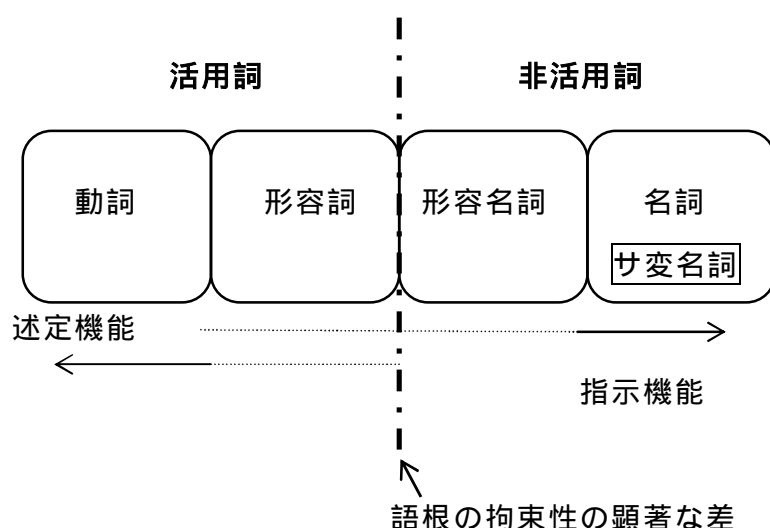 活用詞
非活用詞
動詞
形容詞
形容名詞
名詞
サ変名詞
述定機能
指示機能
語根の拘束性の顕著な差